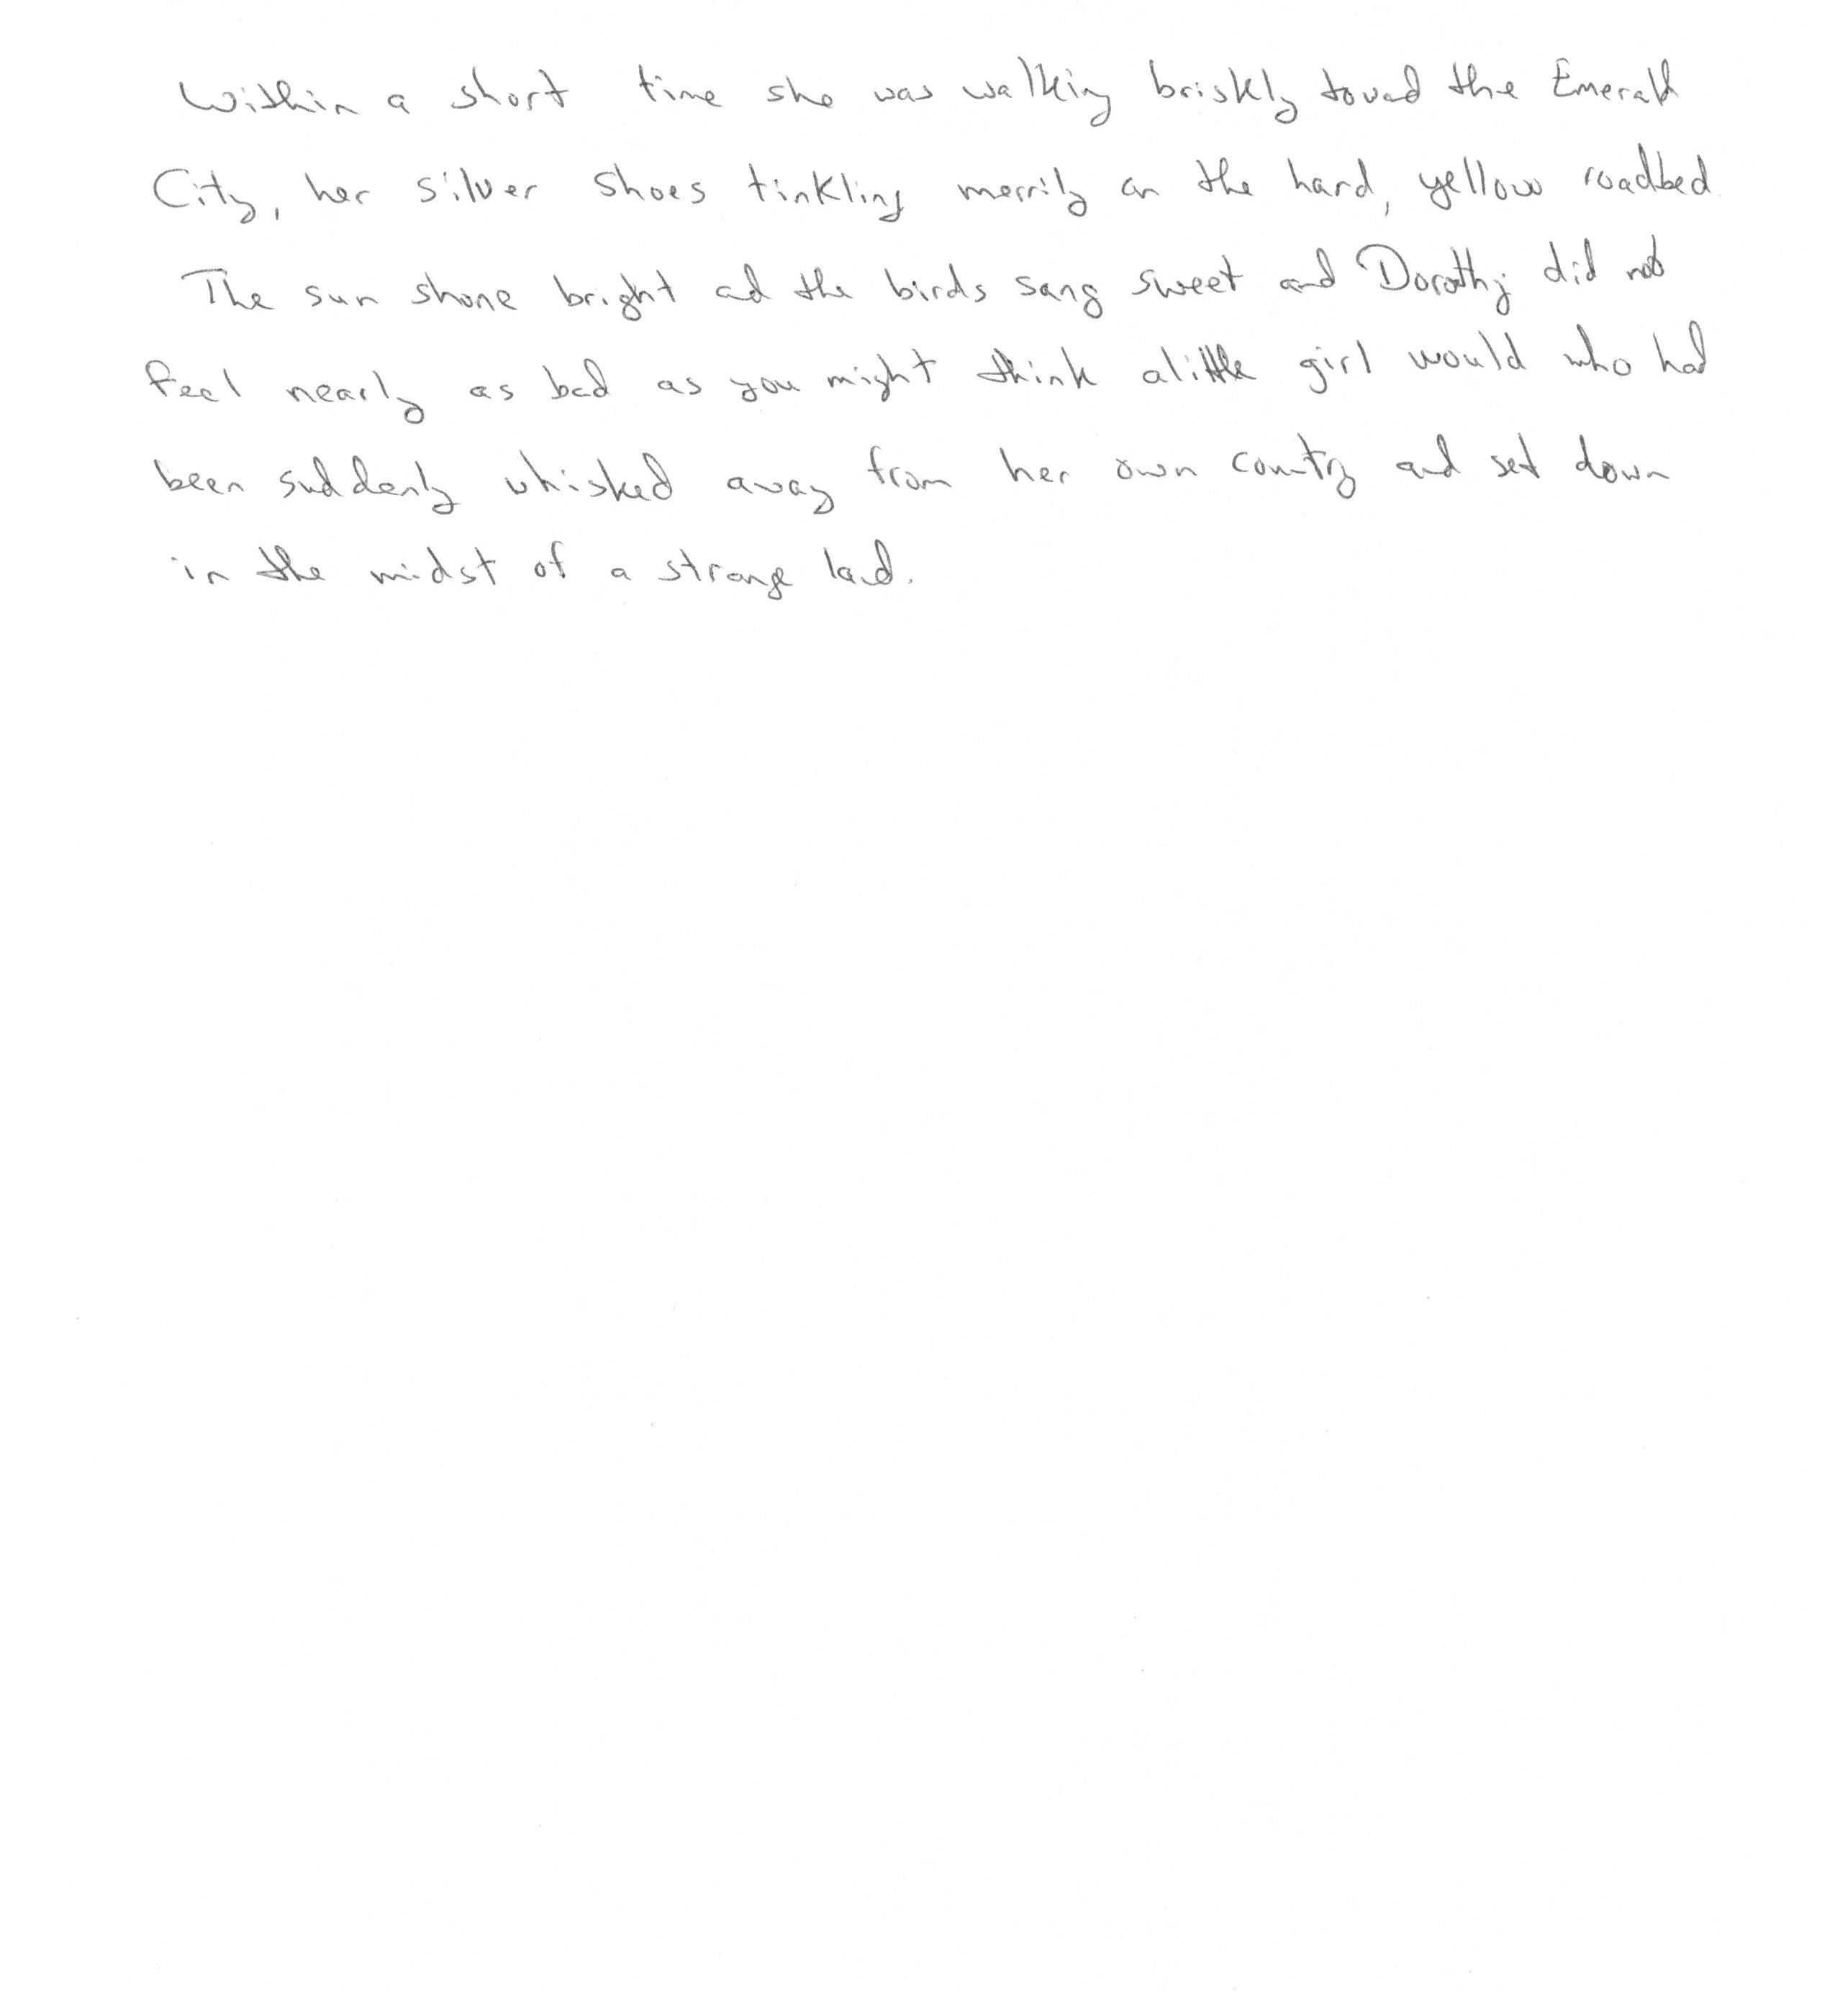 Within a short time she was walking briskly toward the Emerald
City, her silver shoes tinkling merrily on the hard, yellow roadbed.
The sun shone bright and the birds sang sweet and Dorothy did not
feel nearly as bad as you might think a little girl would who had
been suddenly whisked away from her own country and set down
in the midst of a strange land.